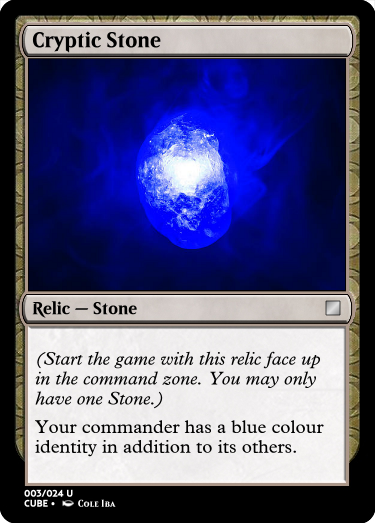 Cryptic Stone
Relic — Stone
(Start the game with this relic face up
in the command zone. You may only
have one Stone.)
Your commander has a blue colour
identity in addition to its others.
003/024 U
CUBE • Cole Iba